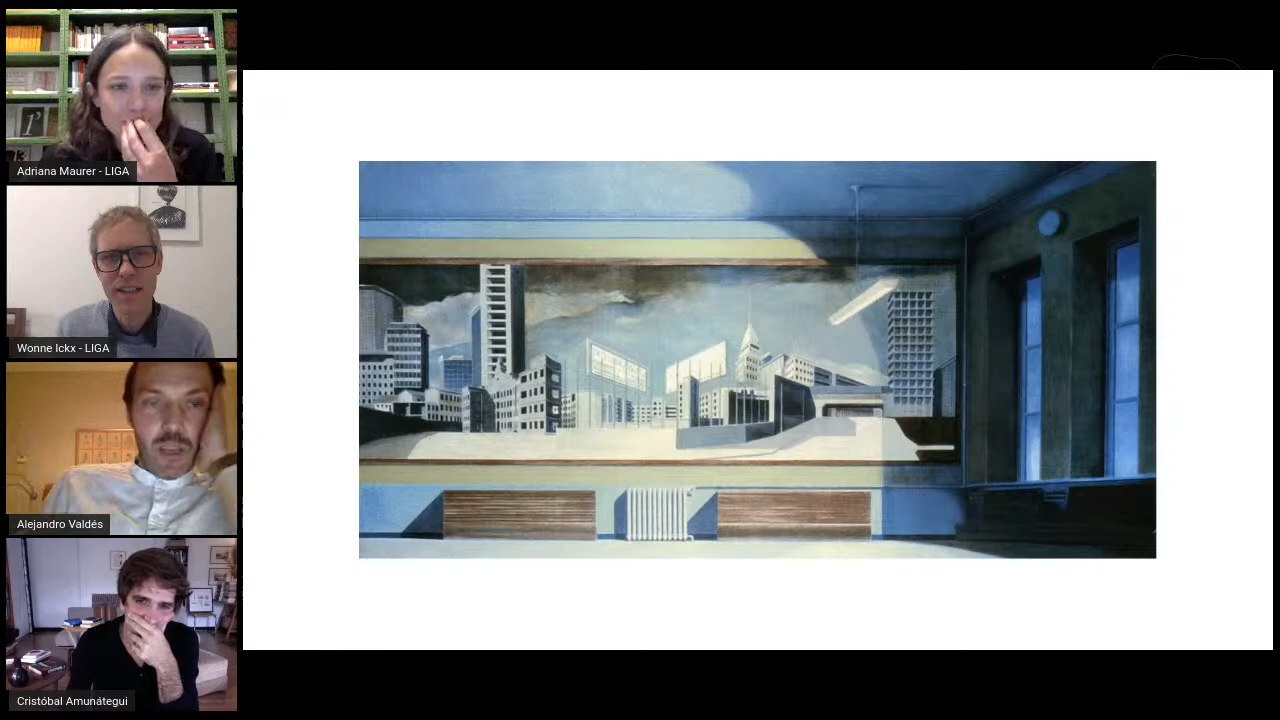 Adriana Maurer - LIGA
Wonne Ickx - LIGA
Alejandro Valdés
Cristóbal Amunátegui